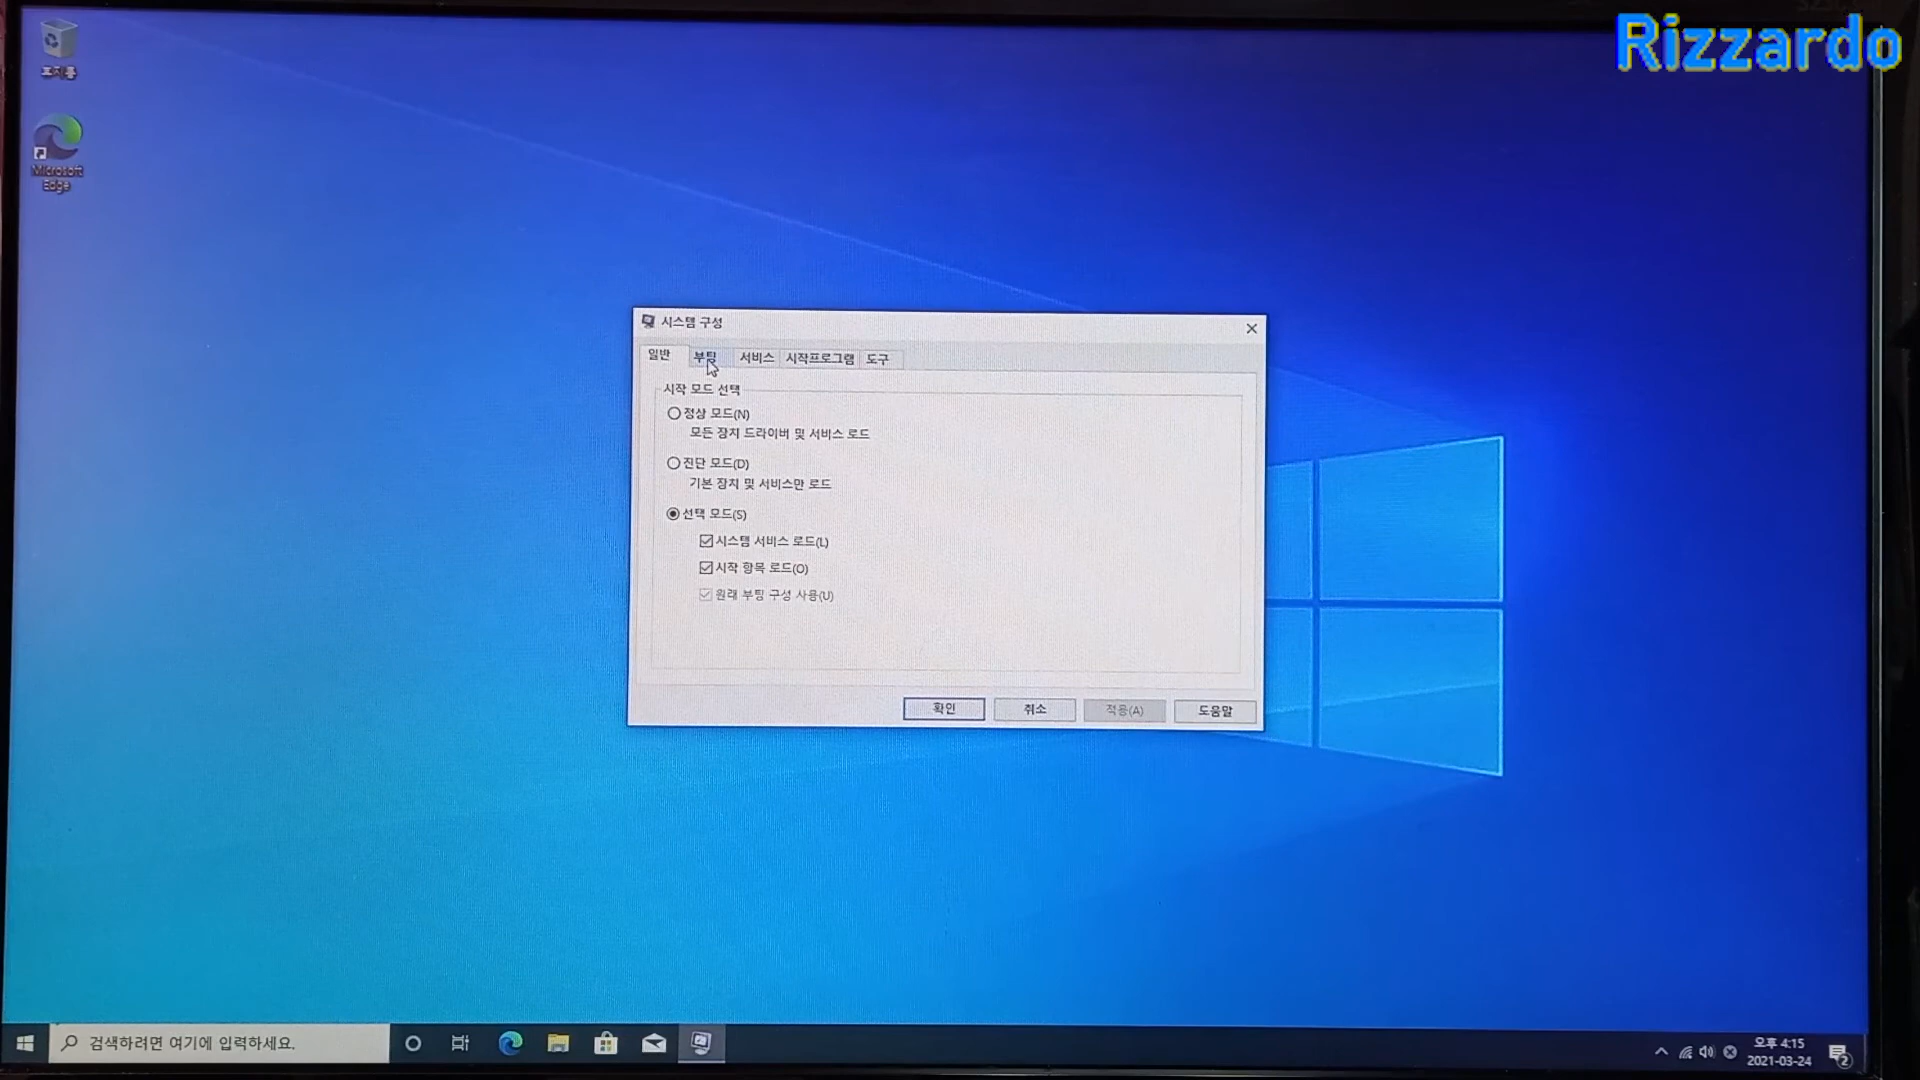 Rizzardo
휴지통
Microsoft
Edge
시스템 구성
일반 부팅 서비스 시작프로그램 도구
시작 모드 선택
정상 모드(N)
모든 장치 드라이버 및 서비스 로드
진단 모드(D)
기본 장치 및 서비스만 로드
선택 모드(S)
시스템 서비스 로드(L)
시작 항목 로드(O)
원래 부팅 구성 사용(U)
확인 취소 적용(A) 도움말
검색하려면 여기에 입력하세요.
오후 4:15
2021-03-24
2